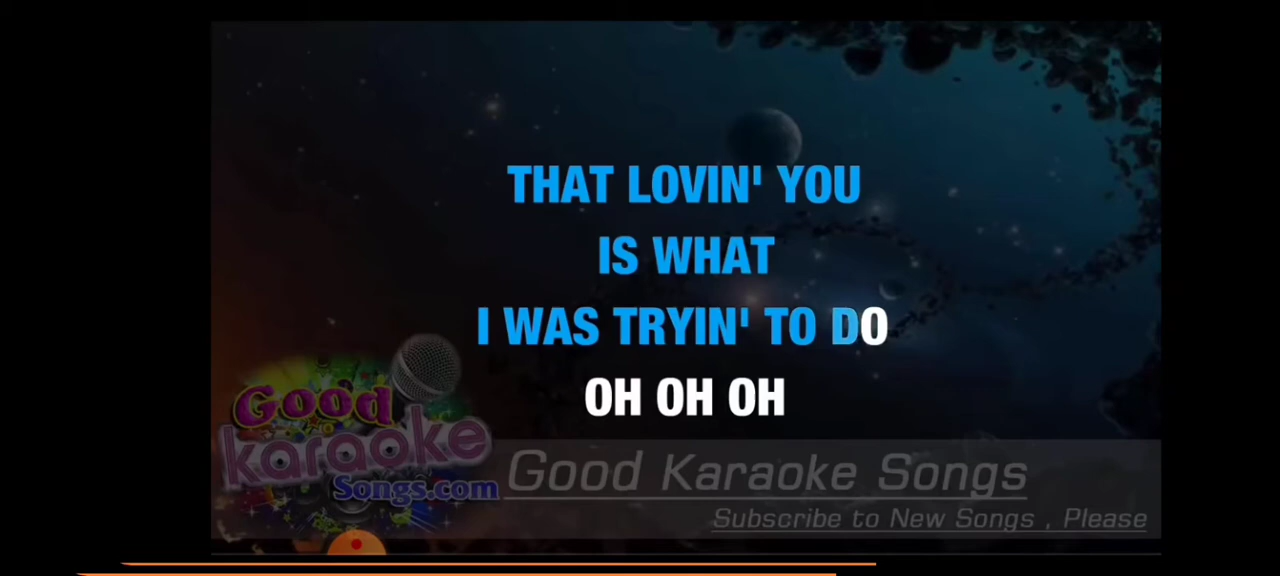 THAT LOVIN' YOU
IS WHAT
I WAS TRYIN' TO DO
OH OH OH
Good
karaoke
Songs.com
Good Karaoke Songs
Subscribe to New Songs , Please